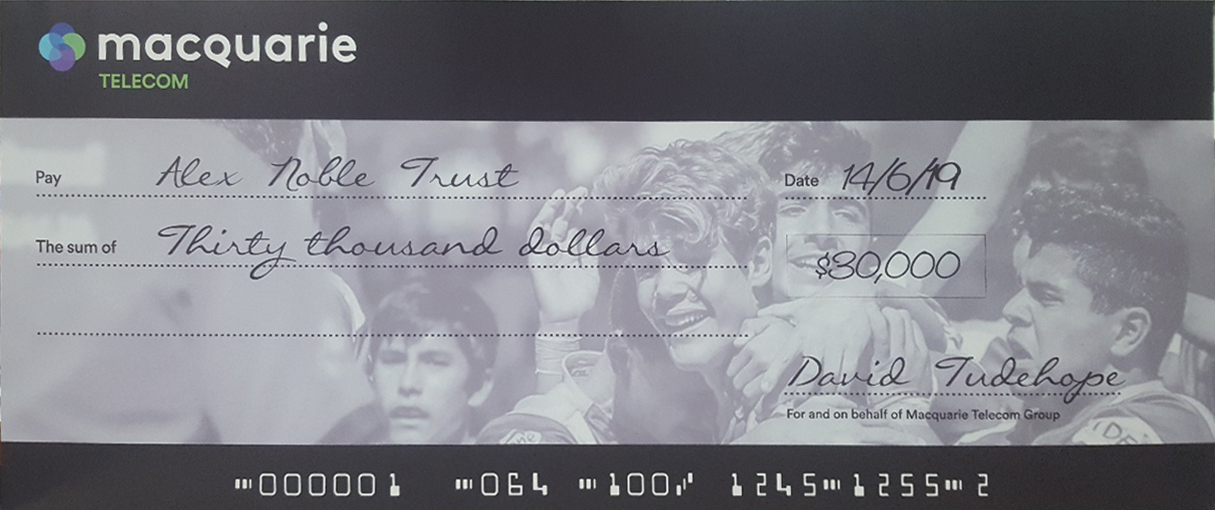 macquarie
TELECOM
Pay Alex Noble Trust
Date 14/6/19
The sum of Thirty thousand dollars
$30,000
David Tudehope
For and on behalf of Macquarie Telecom Group
⑈000001 ⑈064 ⑈100⑇ 1245⑈1255⑈ 2